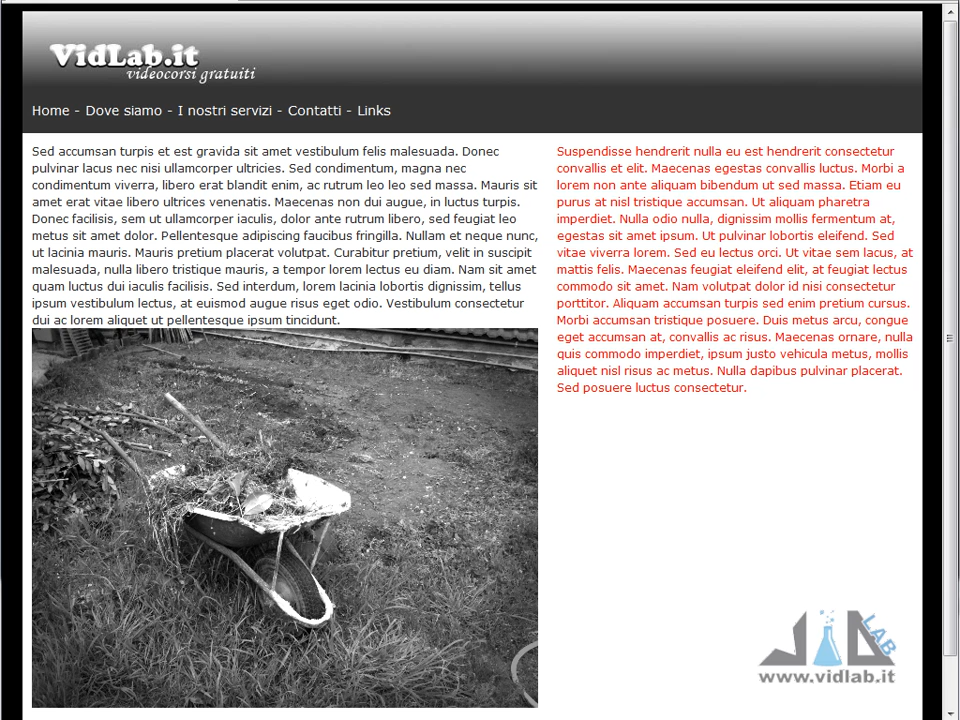 VidLab.it
videocorsi gratuiti
Home - Dove siamo - I nostri servizi - Contatti - Links
Sed accumsan turpis et est gravida sit amet vestibulum felis malesuada. Donec
pulvinar lacus nec nisi ullamcorper ultricies. Sed condimentum, magna nec
condimentum viverra, libero erat blandit enim, ac rutrum leo leo sed massa. Mauris sit
amet erat vitae libero ultrices venenatis. Maecenas non dui augue, in luctus turpis.
Donec facilisis, sem ut ullamcorper iaculis, dolor ante rutrum libero, sed feugiat leo
metus sit amet dolor. Pellentesque adipiscing faucibus fringilla. Nullam et neque nunc,
ut lacinia mauris. Mauris pretium placerat volutpat. Curabitur pretium, velit in suscipit
malesuada, nulla libero tristique mauris, a tempor lorem lectus eu diam. Nam sit amet
quam luctus dui iaculis facilisis. Sed interdum, lorem lacinia lobortis dignissim, tellus
ipsum vestibulum lectus, at euismod augue risus eget odio. Vestibulum consectetur
dui ac lorem aliquet ut pellentesque ipsum tincidunt.
Suspendisse hendrerit nulla eu est hendrerit consectetur
convallis et elit. Maecenas egestas convallis luctus. Morbi a
lorem non ante aliquam bibendum ut sed massa. Etiam eu
purus at nisl tristique accumsan. Ut aliquam pharetra
imperdiet. Nulla odio nulla, dignissim mollis fermentum at,
egestas sit amet ipsum. Ut pulvinar lobortis eleifend. Sed
vitae viverra lorem. Sed eu lectus orci. Ut vitae sem lacus, at
mattis felis. Maecenas feugiat eleifend elit, at feugiat lectus
commodo sit amet. Nam volutpat dolor id nisi consectetur
porttitor. Aliquam accumsan turpis sed enim pretium cursus.
Morbi accumsan tristique posuere. Duis metus arcu, congue
eget accumsan at, convallis ac risus. Maecenas ornare, nulla
quis commodo imperdiet, ipsum justo vehicula metus, mollis
aliquet nisl risus ac metus. Nulla dapibus pulvinar placerat.
Sed posuere luctus consectetur.
LAB
www.vidlab.it